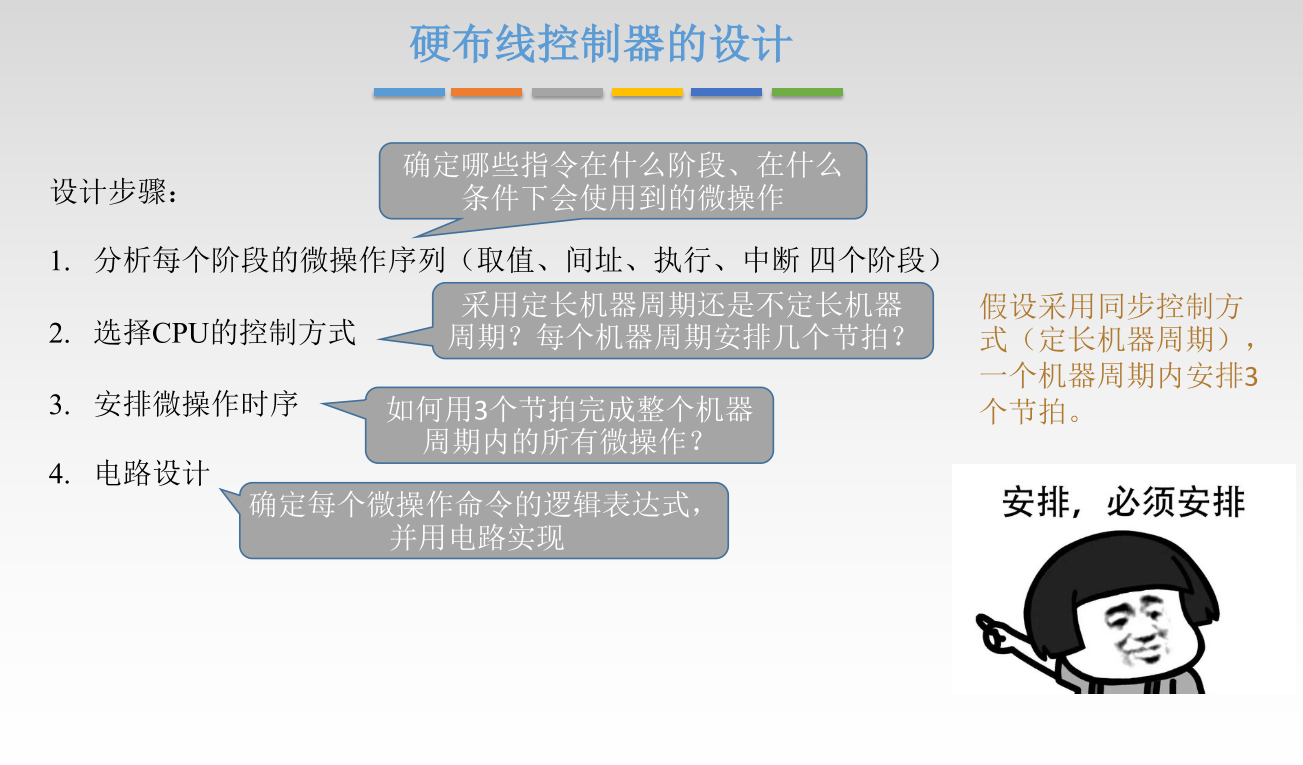 硬布线控制器的设计
确定哪些指令在什么阶段、在什么
条件下会使用到的微操作
设计步骤：
1. 分析每个阶段的微操作序列（取值、间址、执行、中断 四个阶段）
采用定长机器周期还是不定长机器
周期？每个机器周期安排几个节拍？
2. 选择CPU的控制方式
假设采用同步控制方
式（定长机器周期），
一个机器周期内安排3
个节拍。
3. 安排微操作时序
如何用3个节拍完成整个机器
周期内的所有微操作？
4. 电路设计
确定每个微操作命令的逻辑表达式，
并用电路实现
安排，必须安排